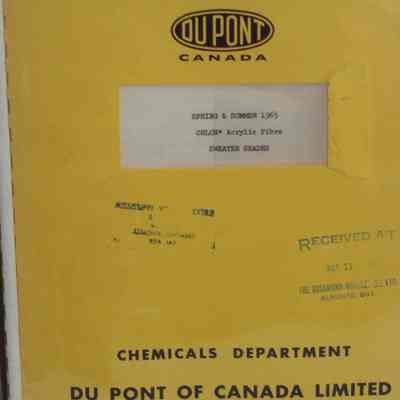 DU PONT
CANADA
SPRING & SUMMER 1965
ORLON* Acrylic Fibre
SWEATER SHADES
RECEIVED AT
THE
CHEMICALS DEPARTMENT
DU PONT OF CANADA LIMITED